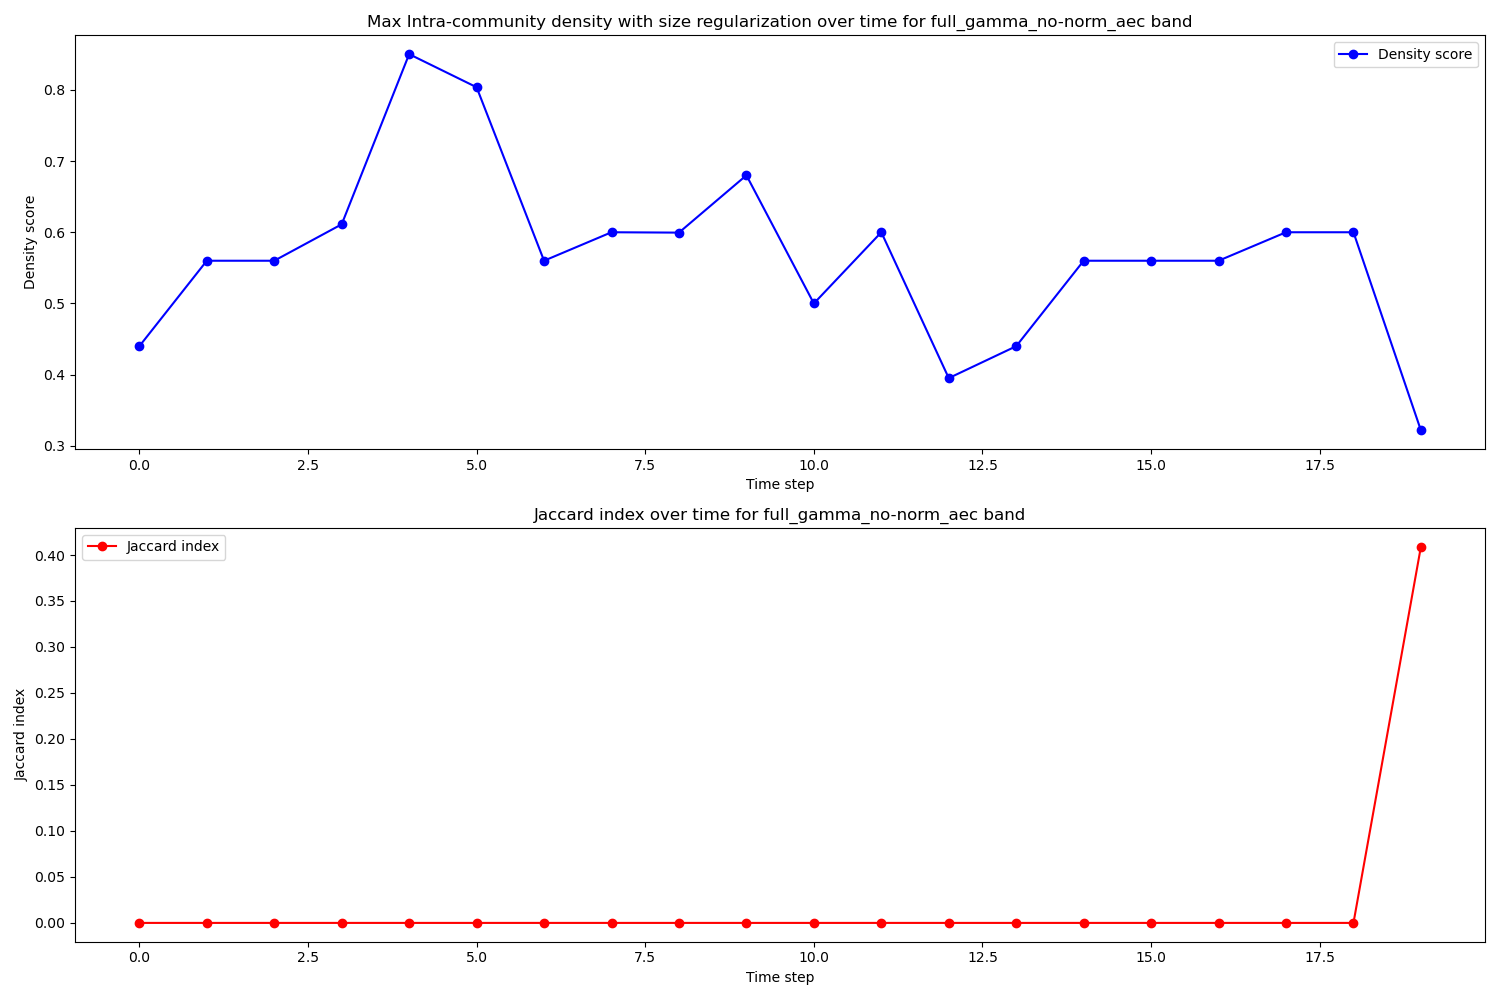 Max Intra-community density with size regularization over time for full_gamma_no-norm_aec band
Density score
Density score
0.8
0.7
0.6
0.5
0.4
0.3
0.0 2.5 5.0 7.5 10.0 12.5 15.0 17.5
Time step
Jaccard index over time for full_gamma_no-norm_aec band
Jaccard index
Jaccard index
0.40
0.35
0.30
0.25
0.20
0.15
0.10
0.05
0.00
0.0 2.5 5.0 7.5 10.0 12.5 15.0 17.5
Time step